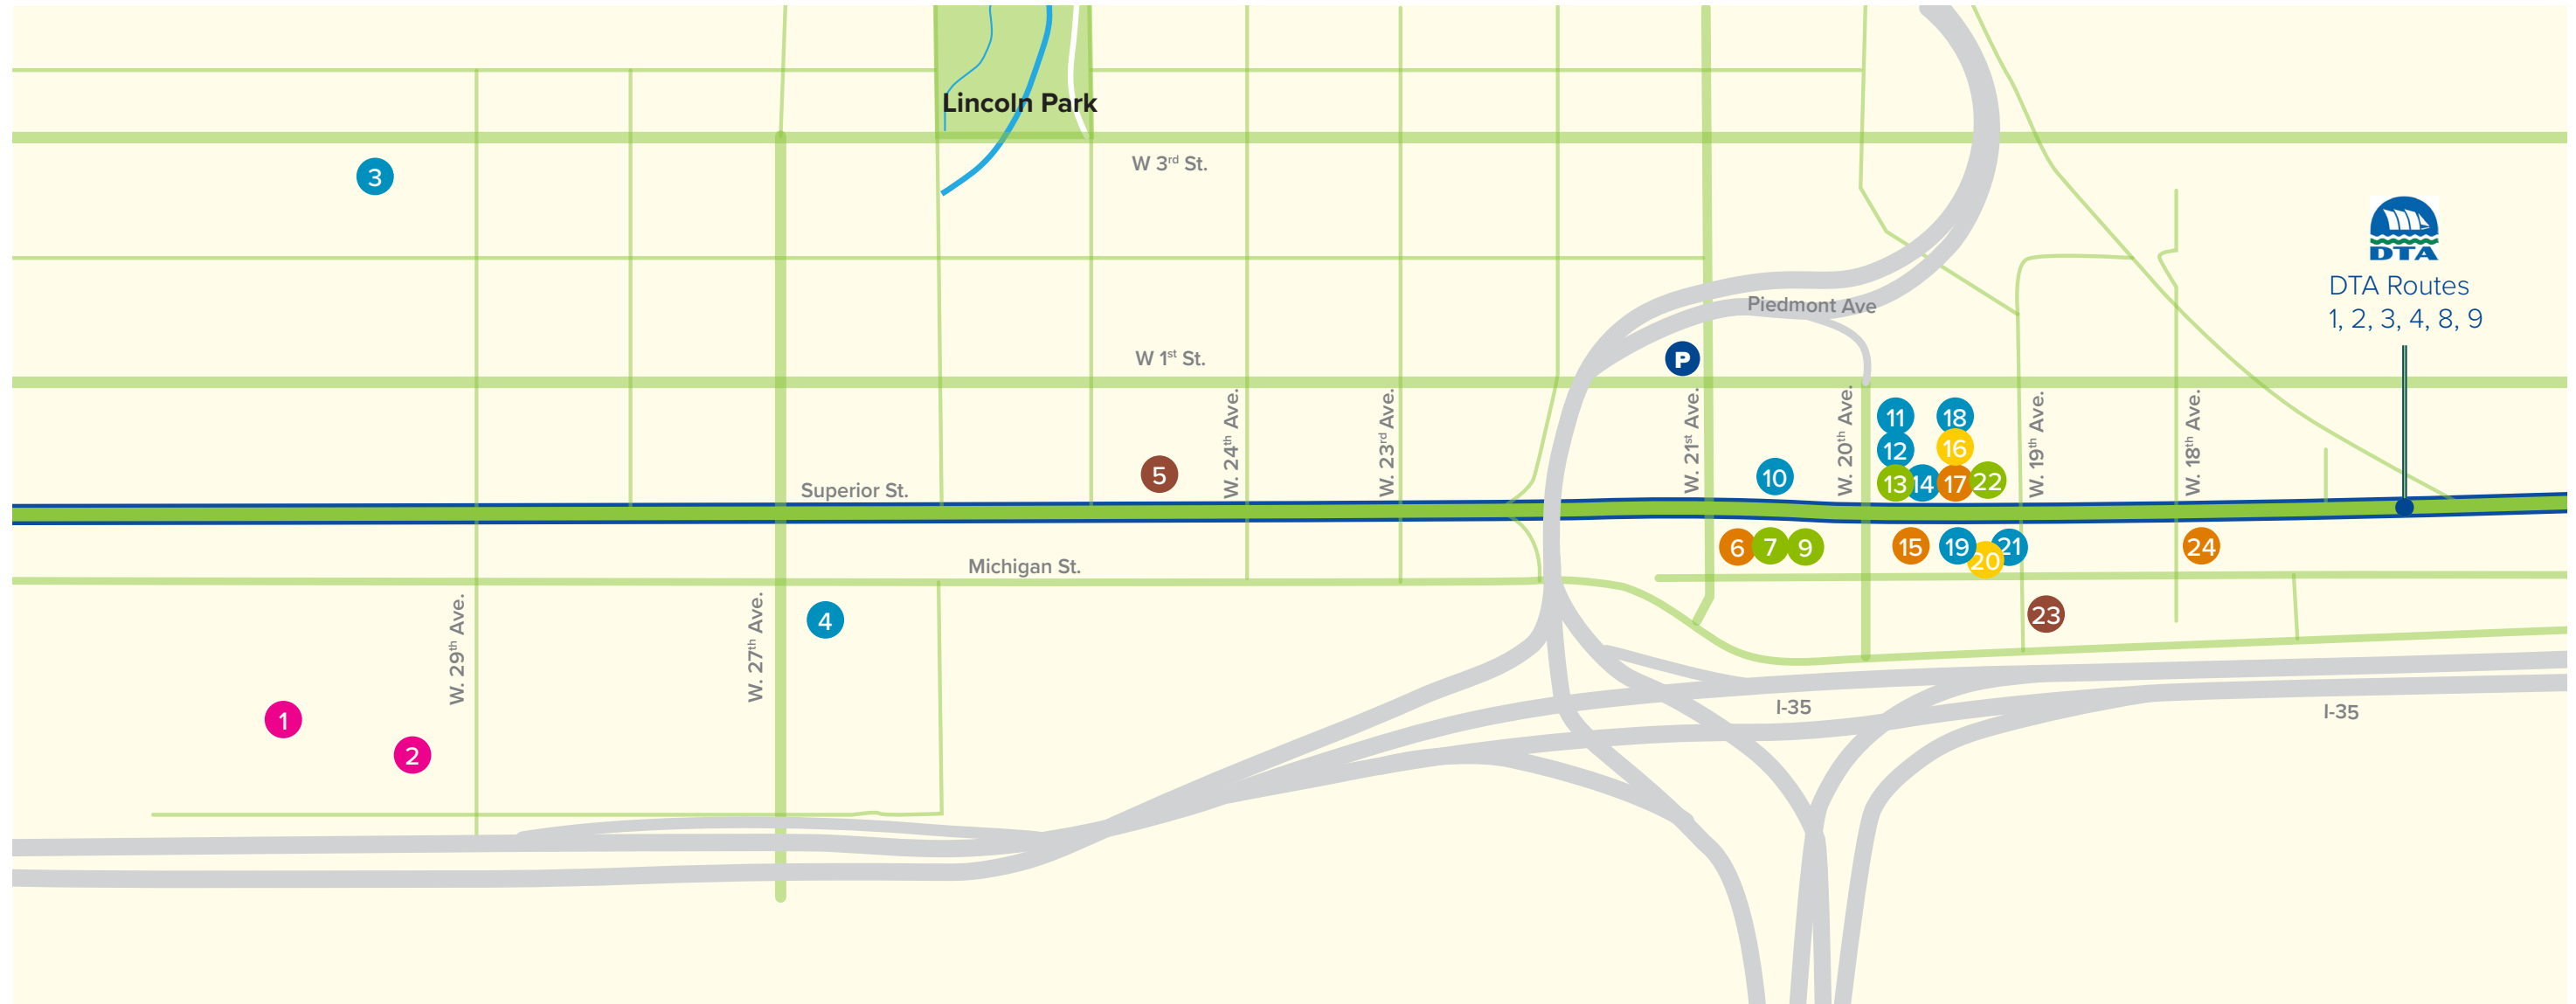 Lincoln Park
W 3rd St.
3
DTA
DTA Routes
1, 2, 3, 4, 8, 9
Piedmont Ave
W 1st St.
P
W. 24th Ave.
W. 23rd Ave.
W. 21st Ave.
W. 20th Ave.
W. 19th Ave.
W. 18th Ave.
11
18
12
16
5
10
13
14
17
22
Superior St.
6
7
9
15
19
20
21
24
Michigan St.
W. 29th Ave.
W. 27th Ave.
4
23
1
2
I-35
I-35